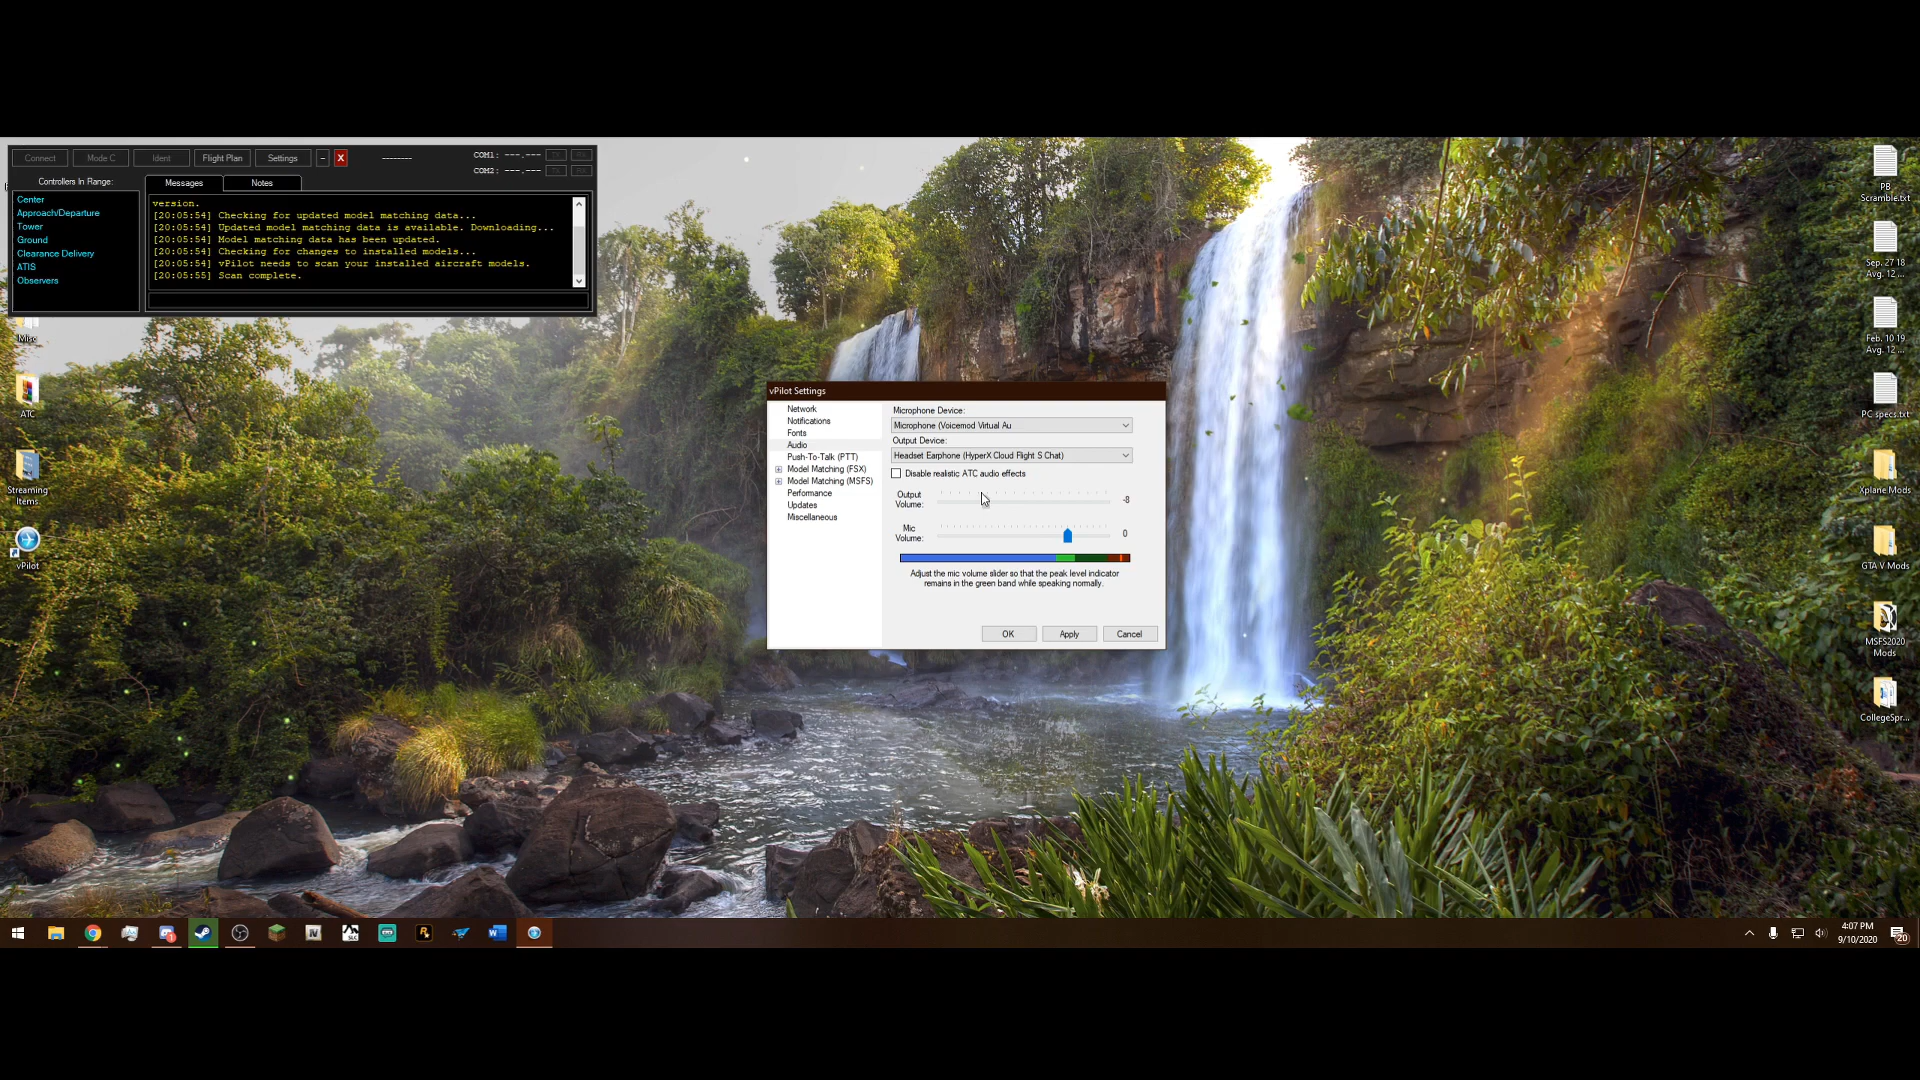 Connect
Mode C
Ident
Flight Plan
Settings
-
X
--------
COM1: ---.---
COM2: ---.---
Controllers In Range:
Center
Approach/Departure
Tower
Ground
Clearance Delivery
ATIS
Observers
Messages
Notes
version.
[20:05:54] Checking for updated model matching data...
[20:05:54] Updated model matching data is available. Downloading...
[20:05:54] Model matching data has been updated.
[20:05:54] Checking for changes to installed models...
[20:05:54] vPilot needs to scan your installed aircraft models.
[20:05:55] Scan complete.
Misc
ATC
Streaming
Items
vPilot
vPilot Settings
Network
Notifications
Fonts
Audio
Push-To-Talk (PTT)
Model Matching (FSX)
Model Matching (MSFS)
Performance
Updates
Miscellaneous
Microphone Device:
Microphone (Voicemod Virtual Au
Output Device:
Headset Earphone (HyperX Cloud Flight S Chat)
Disable realistic ATC audio effects
Output
Volume:
-8
Mic
Volume:
0
Adjust the mic volume slider so that the peak level indicator
remains in the green band while speaking normally.
OK
Apply
Cancel
PB
Scramble.txt
Sep. 27 18
Avg. 12 ...
Feb. 10 19
Avg. 12 ...
PC specs.txt
Xplane Mods
GTA V Mods
MSFS2020
Mods
CollegeSpr...
4:07 PM
9/10/2020
20